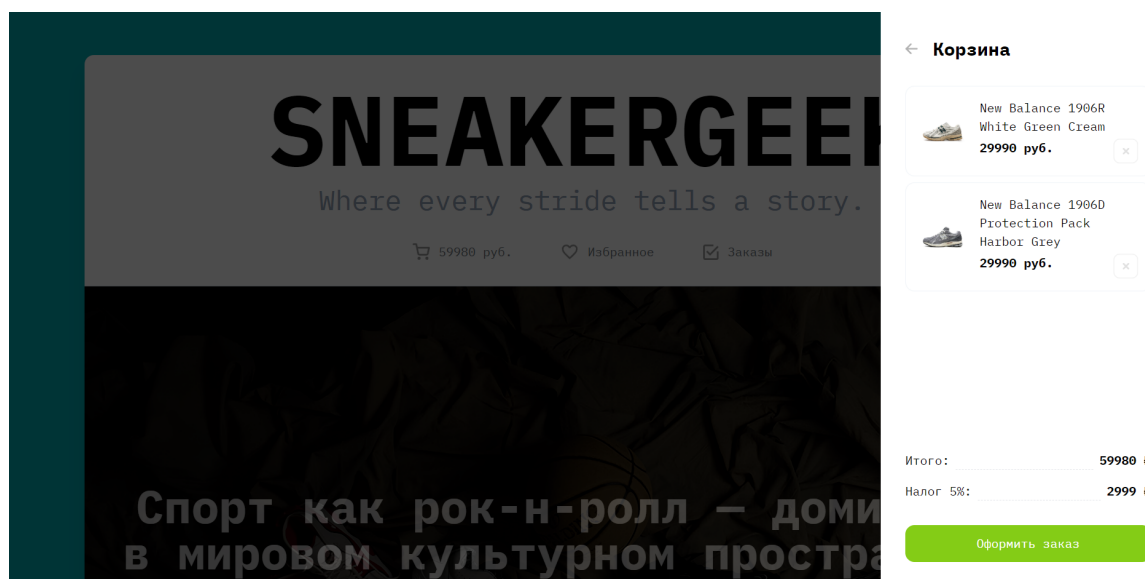 SNEAKERGEE
Where every stride tells a story.
59980 руб.
Избранное
Заказы
Спорт как рок-н-ролл — доми
в мировом культурном простра
Корзина
New Balance 1906R
White Green Cream
29990 руб.
New Balance 1906D
Protection Pack
Harbor Grey
29990 руб.
Итого: 59980
Налог 5%: 2999
Оформить заказ